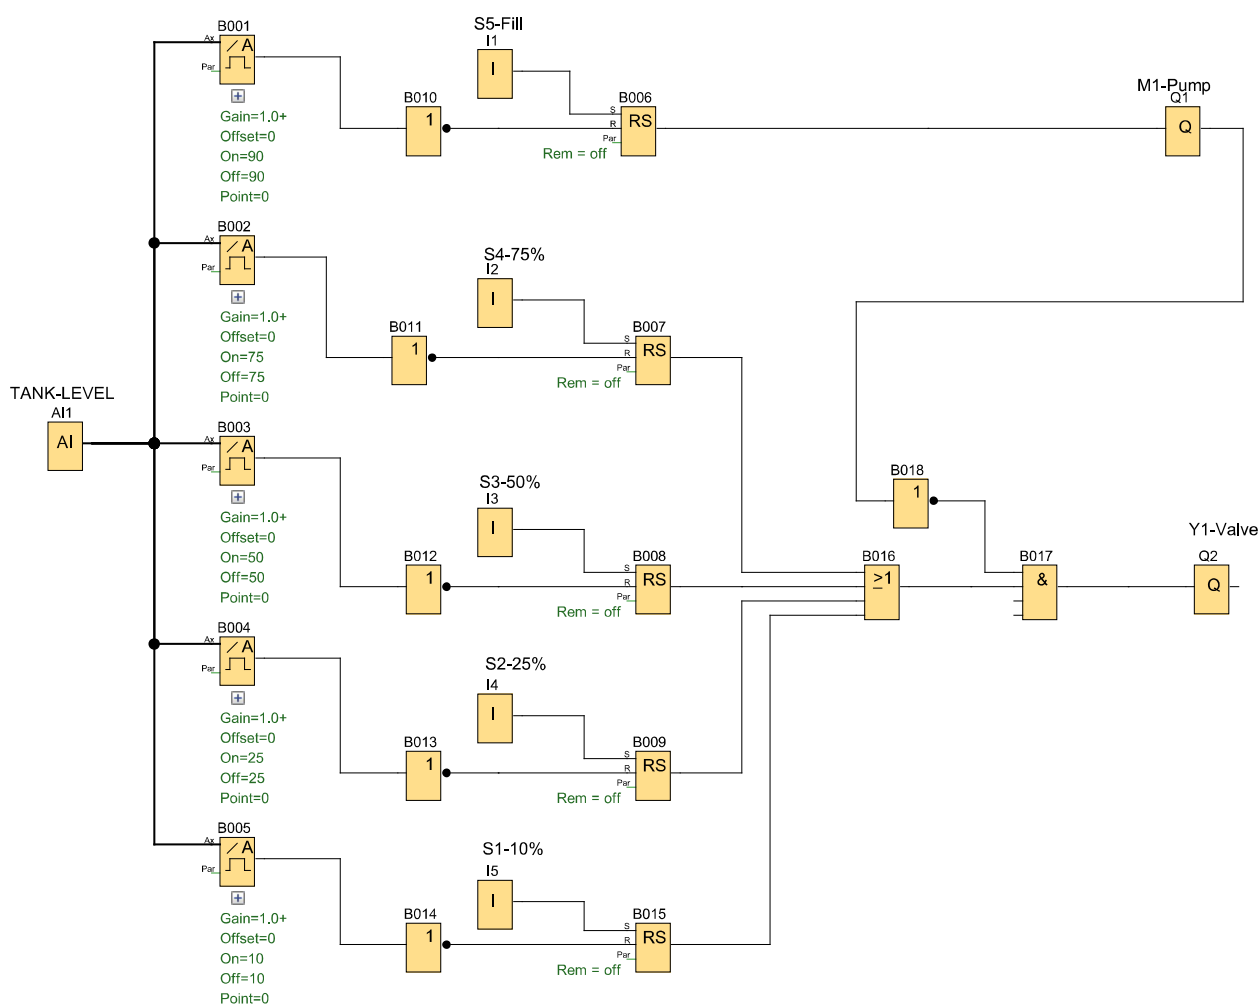 TANK-LEVEL
AI1
AI
B001
Ax
/A
Par
Gain=1.0+
Offset=0
On=90
Off=90
Point=0
B010
1
S5-Fill
I1
I
B006
S
R
Par
RS
Rem = off
M1-Pump
Q1
Q
B002
Ax
/A
Par
Gain=1.0+
Offset=0
On=75
Off=75
Point=0
B011
1
S4-75%
I2
I
B007
S
R
Par
RS
Rem = off
B003
Ax
/A
Par
Gain=1.0+
Offset=0
On=50
Off=50
Point=0
B012
1
S3-50%
I3
I
B008
S
R
Par
RS
Rem = off
B018
1
B016
≥1
B017
&
Y1-Valve
Q2
Q
B004
Ax
/A
Par
Gain=1.0+
Offset=0
On=25
Off=25
Point=0
B013
1
S2-25%
I4
I
B009
S
R
Par
RS
Rem = off
B005
Ax
/A
Par
Gain=1.0+
Offset=0
On=10
Off=10
Point=0
B014
1
S1-10%
I5
I
B015
S
R
Par
RS
Rem = off